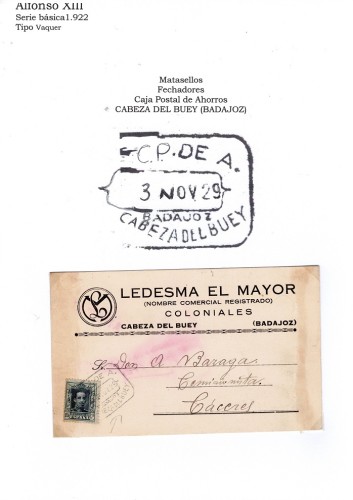 Alfonso XIII
Serie básica1.922
Tipo Vaquer
Matasellos
Fechadores
Caja Postal de Ahorros
CABEZA DEL BUEY (BADAJOZ)
C.P. DE A.
3 NOV 29
BADAJOZ
CABEZA DEL BUEY
LEDESMA EL MAYOR
(NOMBRE COMERCIAL REGISTRADO)
COLONIALES
CABEZA DEL BUEY (BADAJOZ)
Sr. Don A Baraga
Comisionista
Cáceres